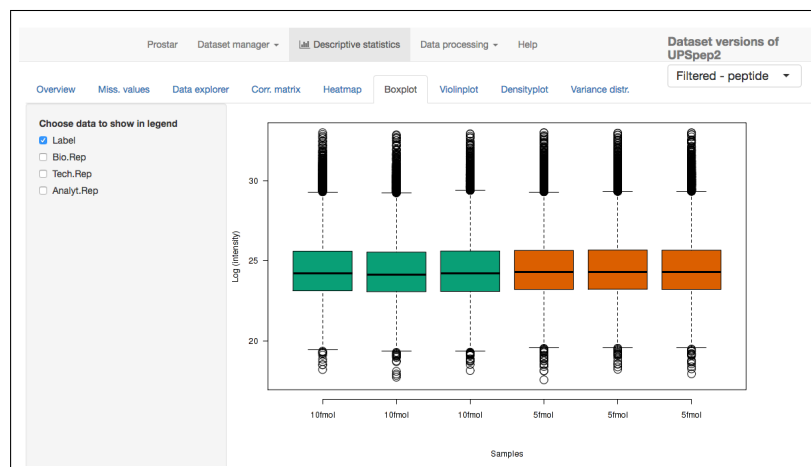 Prostar Dataset manager Descriptive statistics Data processing Help
Dataset versions of
UPSpep2
Filtered - peptide
Overview Miss. values Data explorer Corr. matrix Heatmap Boxplot Violinplot Densityplot Variance distr.
Choose data to show in legend
Label
Bio.Rep
Tech.Rep
Analyt.Rep
Log (intensity)
30
25
20
10fmol 10fmol 10fmol 5fmol 5fmol 5fmol
Samples